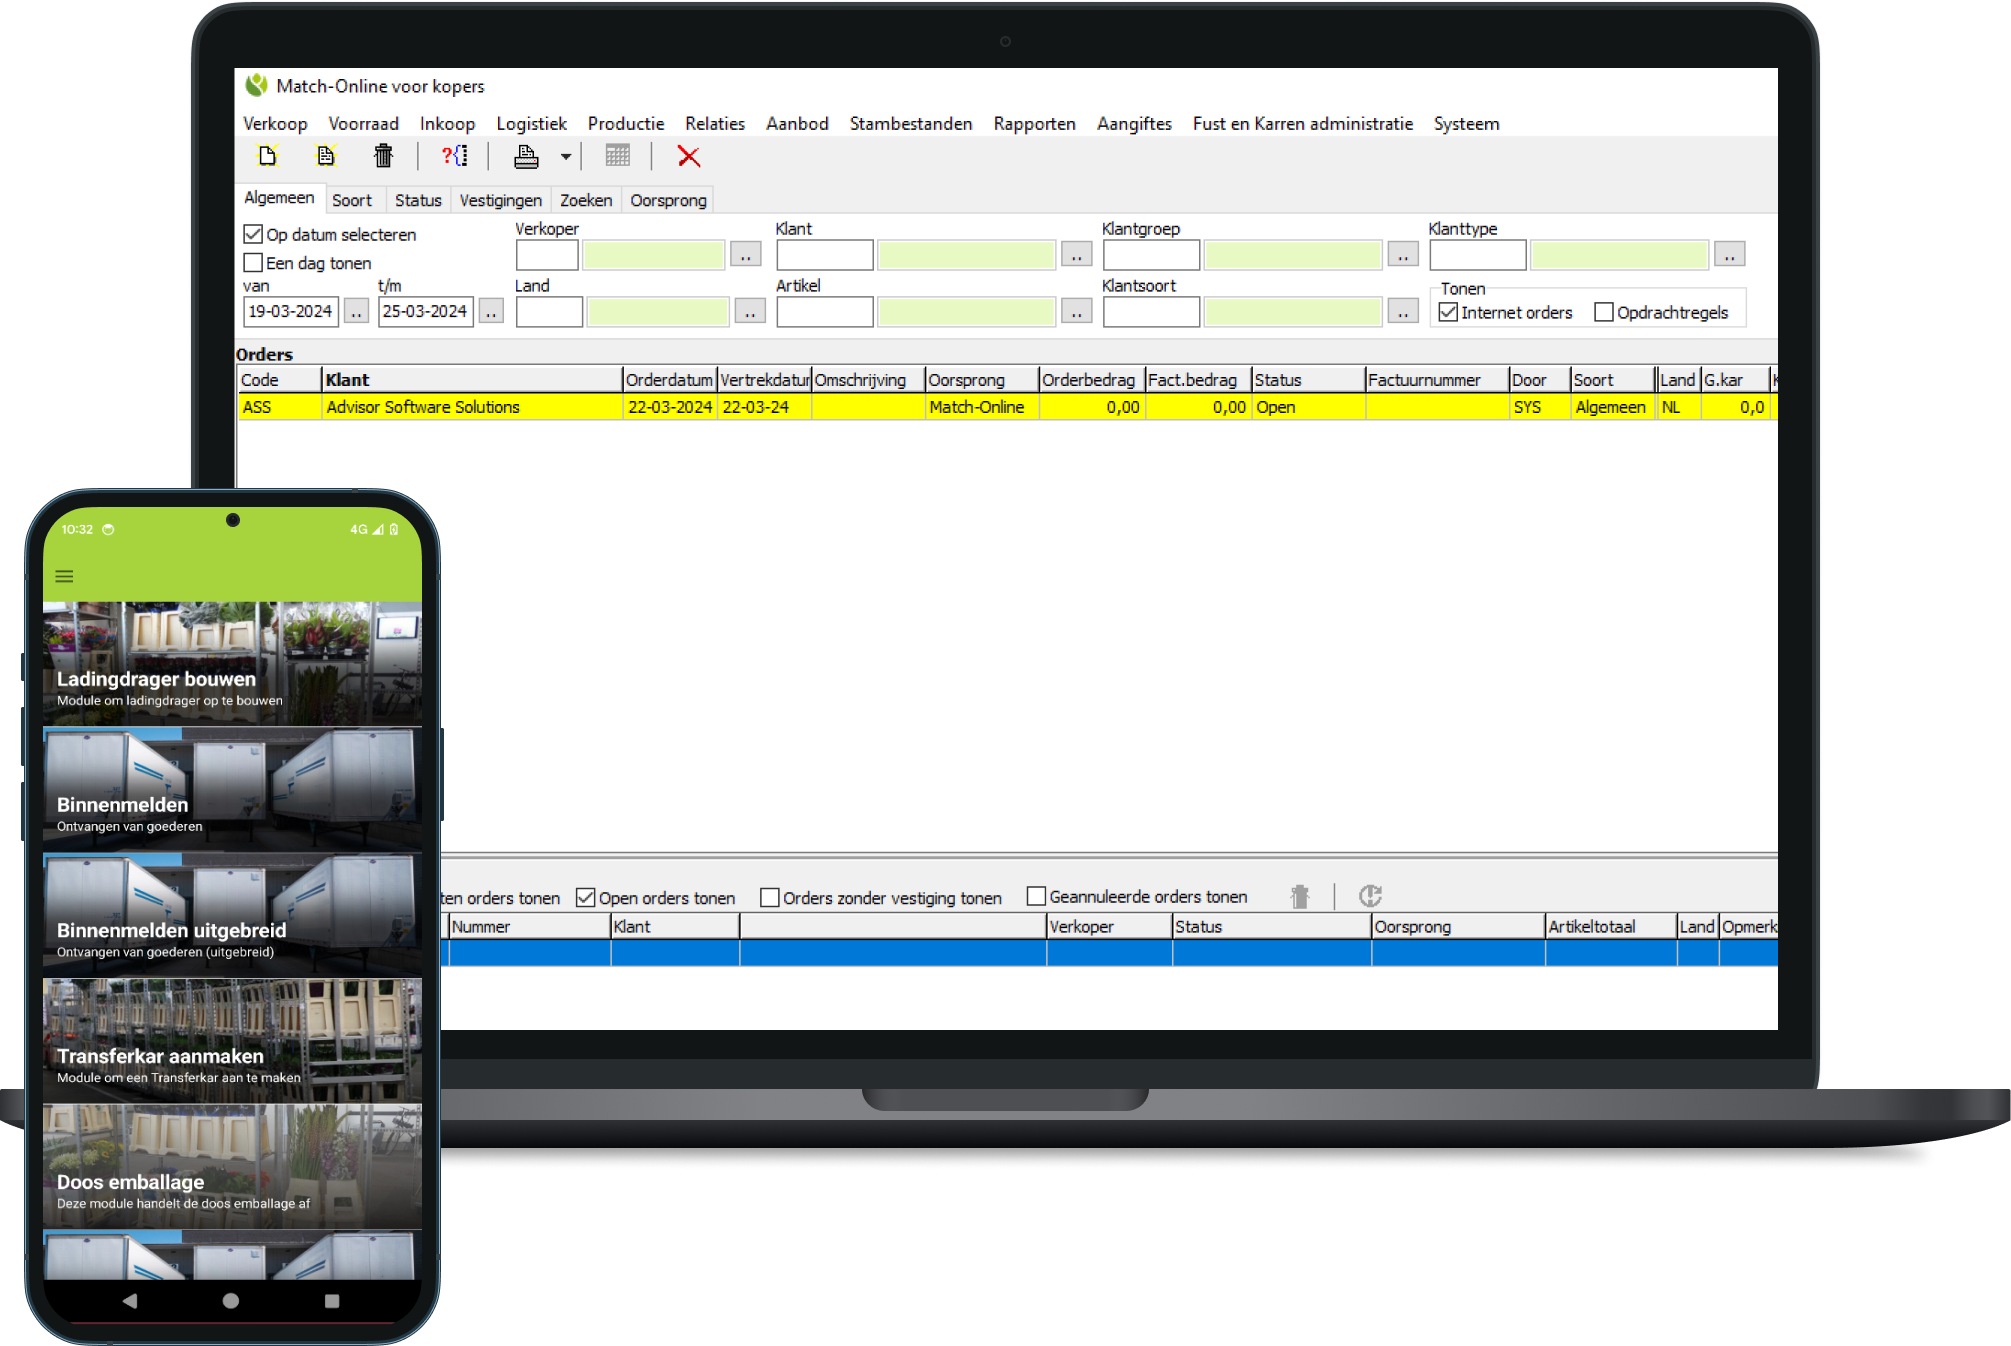 Match-Online voor kopers
Verkoop Voorraad Inkoop Logistiek Productie Relaties Aanbod Stambestanden Rapporten Aangiftes Fust en Karren administratie Systeem
Algemeen Soort Status Vestigingen Zoeken Oorsprong
Op datum selecteren Verkoper Klant Klantgroep Klanttype
Een dag tonen
van t/m Land Artikel Klantsoort Tonen
19-03-2024 .. 25-03-2024 .. Internet orders Opdrachtregels
Orders
Code Klant Orderdatum Vertrekdatur Omschrijving Oorsprong Orderbedrag Fact.bedrag Status Factuurnummer Door Soort Land G.kar
ASS Advisor Software Solutions 22-03-2024 22-03-24 Match-Online 0,00 0,00 Open SYS Algemeen NL 0,0
ten orders tonen Open orders tonen Orders zonder vestiging tonen Geannuleerde orders tonen
Nummer Klant Verkoper Status Oorsprong Artikeltotaal Land Opmerk
10:32 4G
Ladingdrager bouwen
Module om ladingdrager op te bouwen
Binnenmelden
Ontvangen van goederen
Binnenmelden uitgebreid
Ontvangen van goederen (uitgebreid)
Transferkar aanmaken
Module om een Transferkar aan te maken
Doos emballage
Deze module handelt de doos emballage af